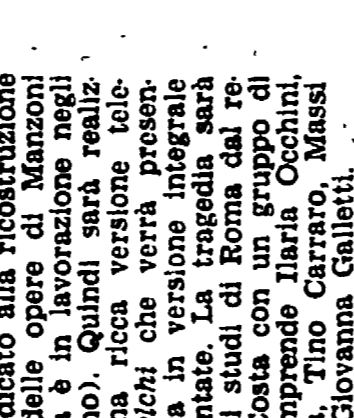 dicato alla ricostruzione
delle opere di Manzoni
è in lavorazione negli
no). Quindi sarà realiz-
na ricca versione tele-
lchi che verrà presen-
a in versione integrale
ntate. La tragedia sarà
i studi di Roma dal re-
osta con un gruppo di
mprende Ilaria Occhini,
, Tino Carraro, Massi
Giovanna Galletti.